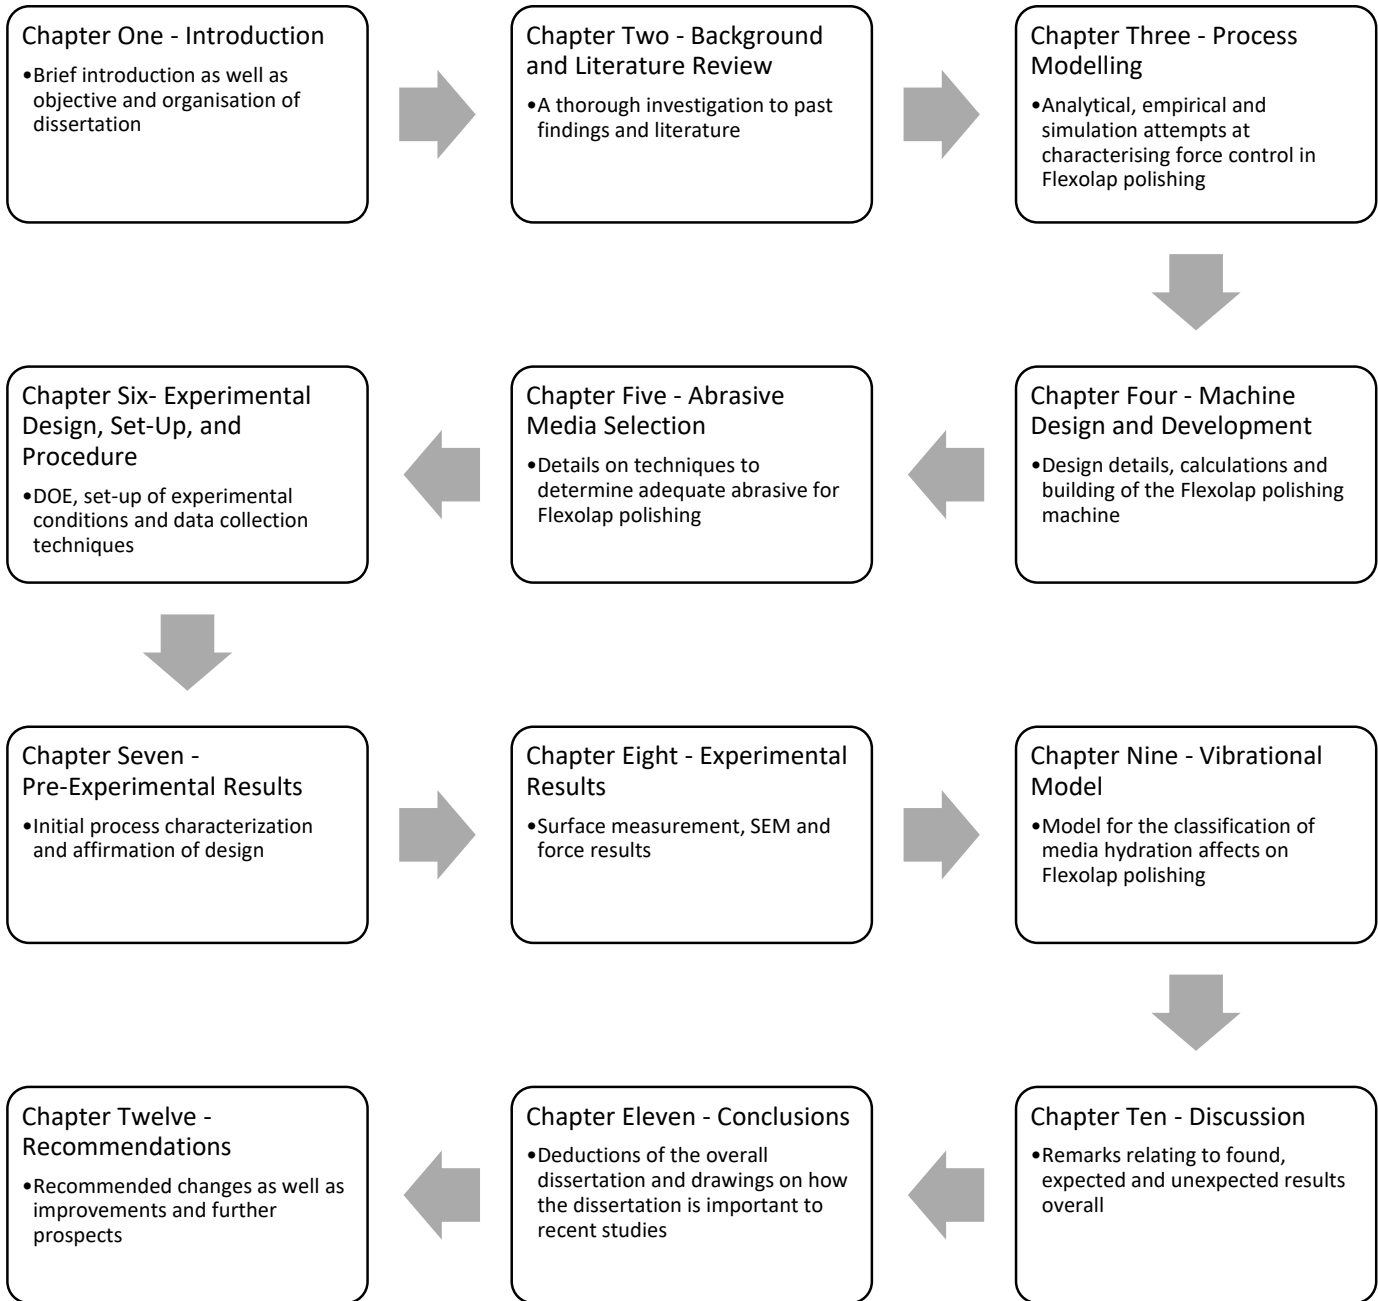 Chapter One - Introduction
•Brief introduction as well as
objective and organisation of
dissertation
Chapter Two - Background
and Literature Review
•A thorough investigation to past
findings and literature
Chapter Three - Process
Modelling
•Analytical, empirical and
simulation attempts at
characterising force control in
Flexolap polishing
Chapter Four - Machine
Design and Development
•Design details, calculations and
building of the Flexolap polishing
machine
Chapter Five - Abrasive
Media Selection
•Details on techniques to
determine adequate abrasive for
Flexolap polishing
Chapter Six- Experimental
Design, Set-Up, and
Procedure
•DOE, set-up of experimental
conditions and data collection
techniques
Chapter Seven -
Pre-Experimental Results
•Initial process characterization
and affirmation of design
Chapter Eight - Experimental
Results
•Surface measurement, SEM and
force results
Chapter Nine - Vibrational
Model
•Model for the classification of
media hydration affects on
Flexolap polishing
Chapter Ten - Discussion
•Remarks relating to found,
expected and unexpected results
overall
Chapter Eleven - Conclusions
•Deductions of the overall
dissertation and drawings on how
the dissertation is important to
recent studies
Chapter Twelve -
Recommendations
•Recommended changes as well as
improvements and further
prospects